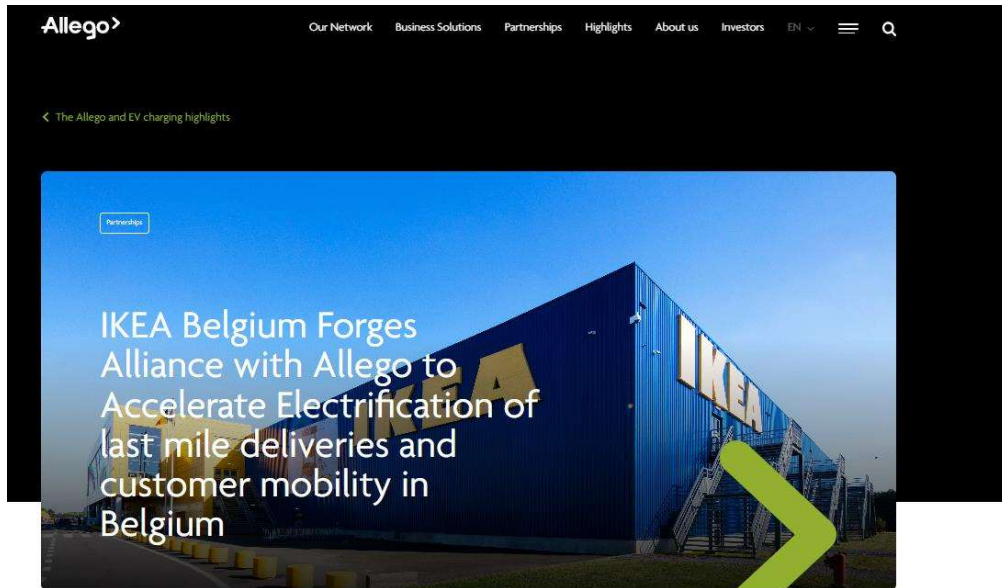 Allego>
Our Network Business Solutions Partnerships Highlights About us Investors EN
The Allego and EV charging highlights
Partnerships
IKEA Belgium Forges
Alliance with Allego to
Accelerate Electrification of
last mile deliveries and
customer mobility in
Belgium
IKEA
IKEA